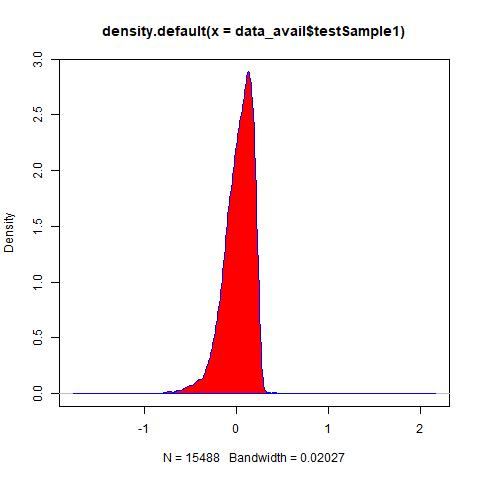 density.default(x = data_avail$testSample1)
3.0
2.5
2.0
1.5
1.0
0.5
0.0
Density
-1 0 1 2
N = 15488 Bandwidth = 0.02027